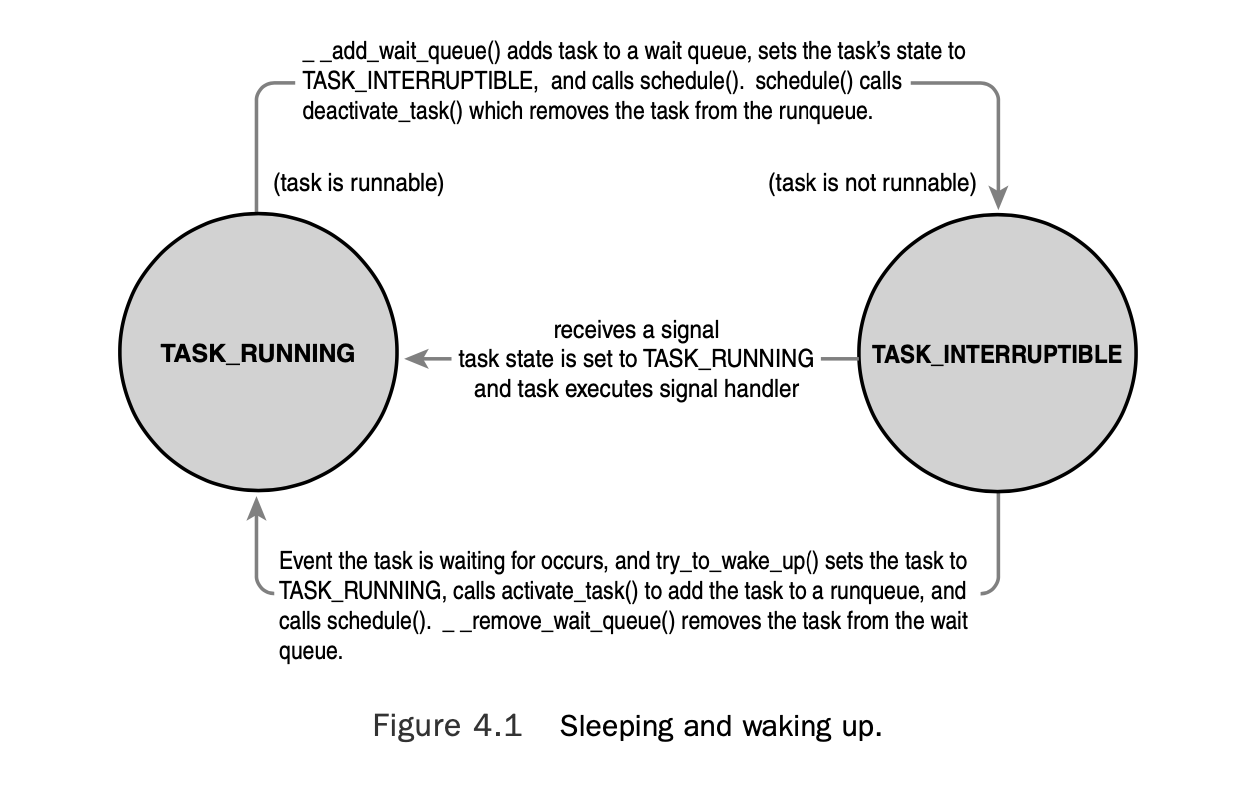 _ _add_wait_queue() adds task to a wait queue, sets the task's state to
TASK_INTERRUPTIBLE, and calls schedule(). schedule() calls
deactivate_task() which removes the task from the runqueue.
(task is runnable)
(task is not runnable)
receives a signal
TASK_RUNNING
task state is set to TASK_RUNNING
TASK_INTERRUPTIBLE
and task executes signal handler
Event the task is waiting for occurs, and try_to_wake_up() sets the task to
TASK_RUNNING, calls activate_task() to add the task to a runqueue, and
calls schedule(). _ _remove_wait_queue() removes the task from the wait
queue.
Figure 4.1 Sleeping and waking up.